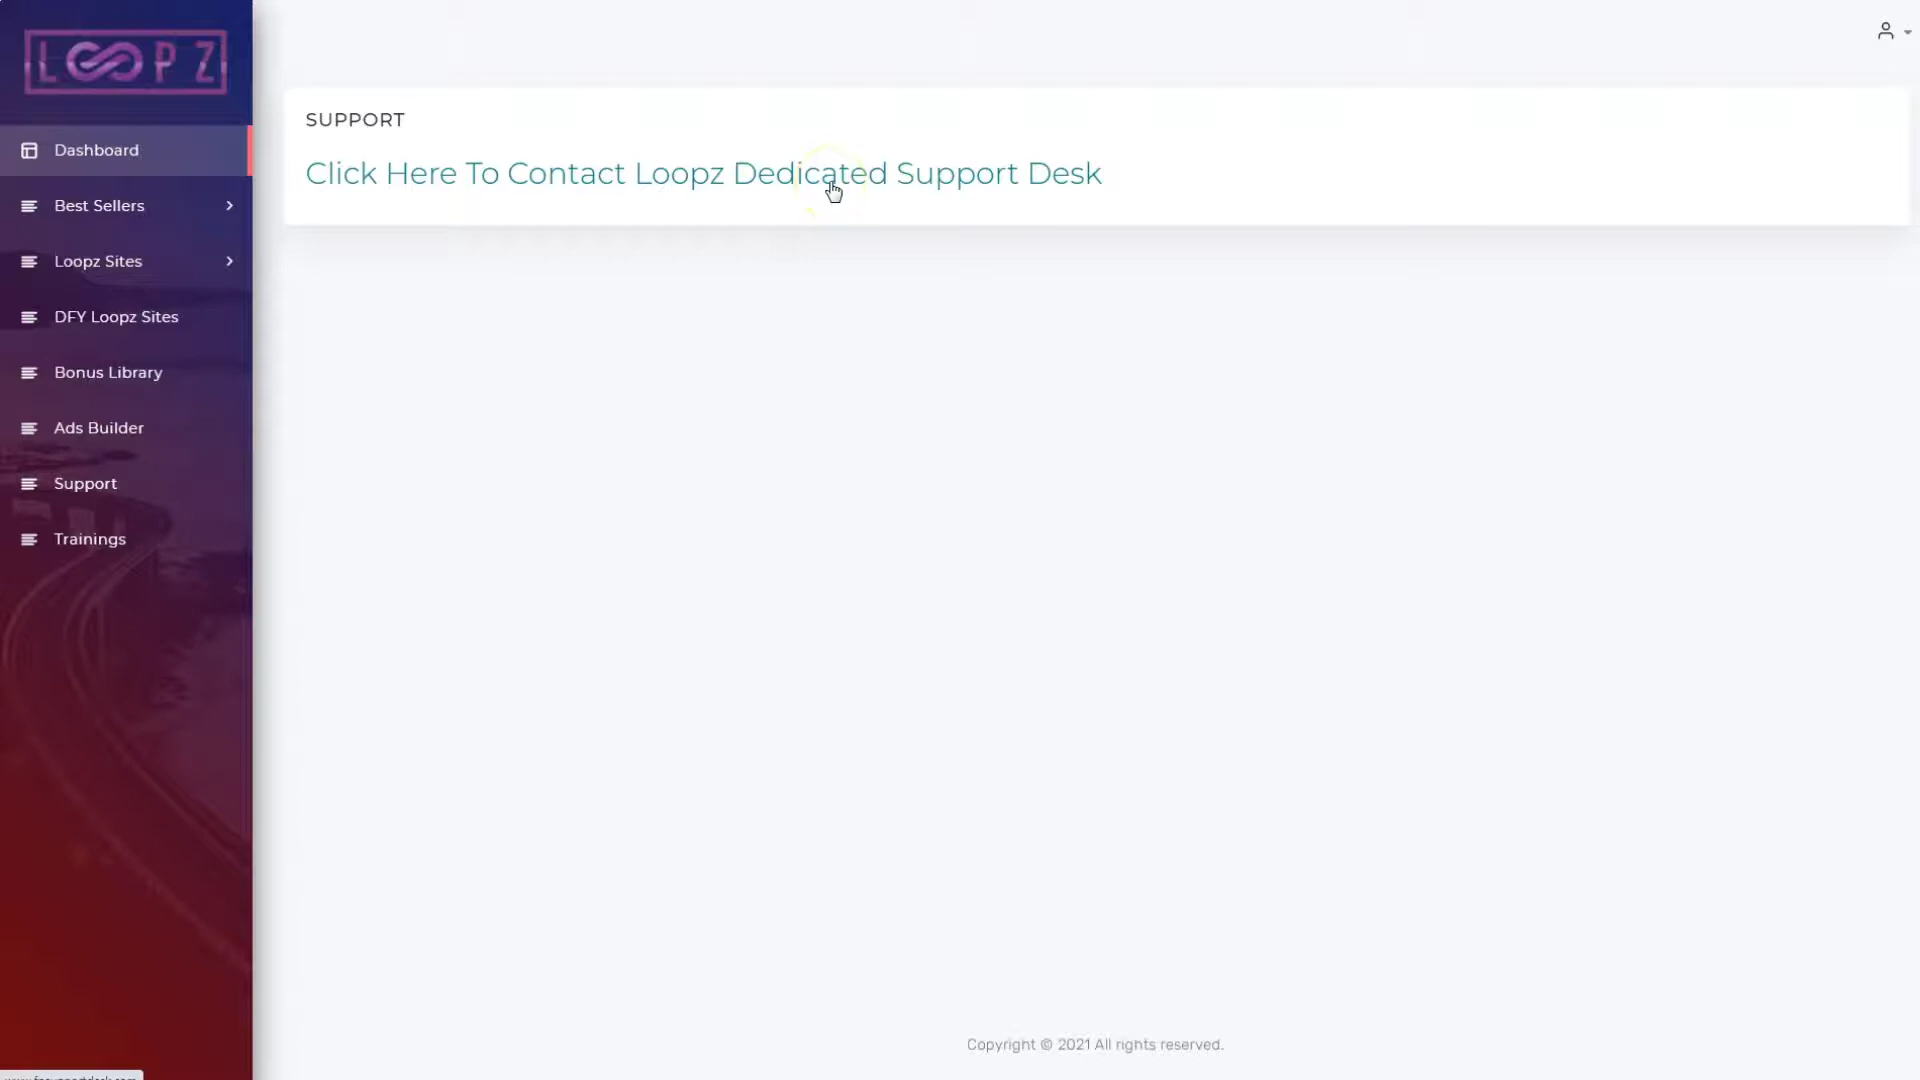 LOOPZ
Dashboard
Best Sellers
Loopz Sites
DFY Loopz Sites
Bonus Library
Ads Builder
Support
Trainings
SUPPORT
Click Here To Contact Loopz Dedicated Support Desk
Copyright © 2021 All rights reserved.